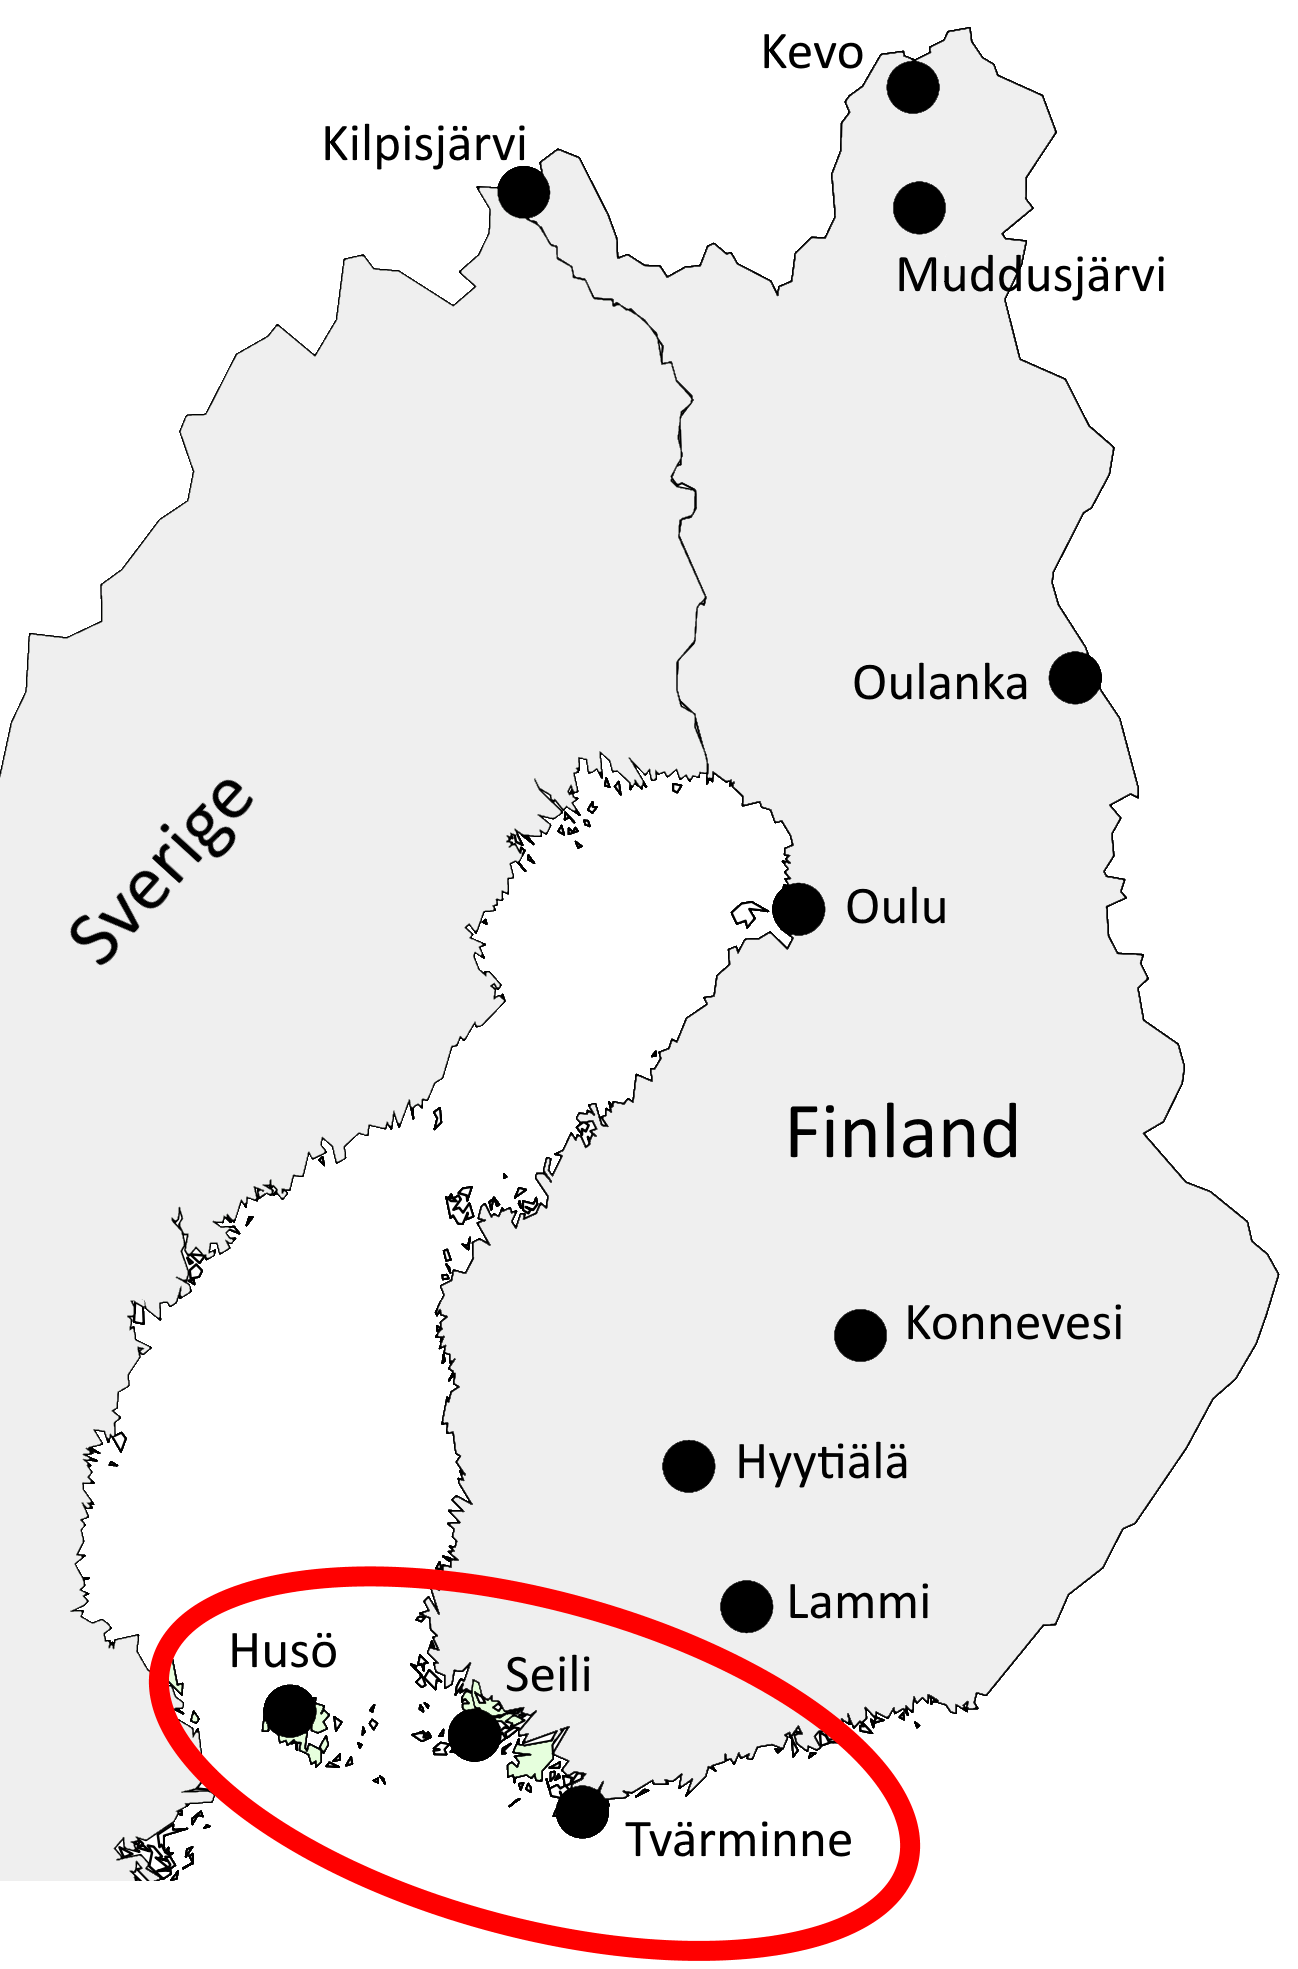 Kevo
Kilpisjärvi
Muddusjärvi
Oulanka
Sverige
Oulu
Finland
Konnevesi
Hyytiälä
Lammi
Husö
Seili
Tvärminne